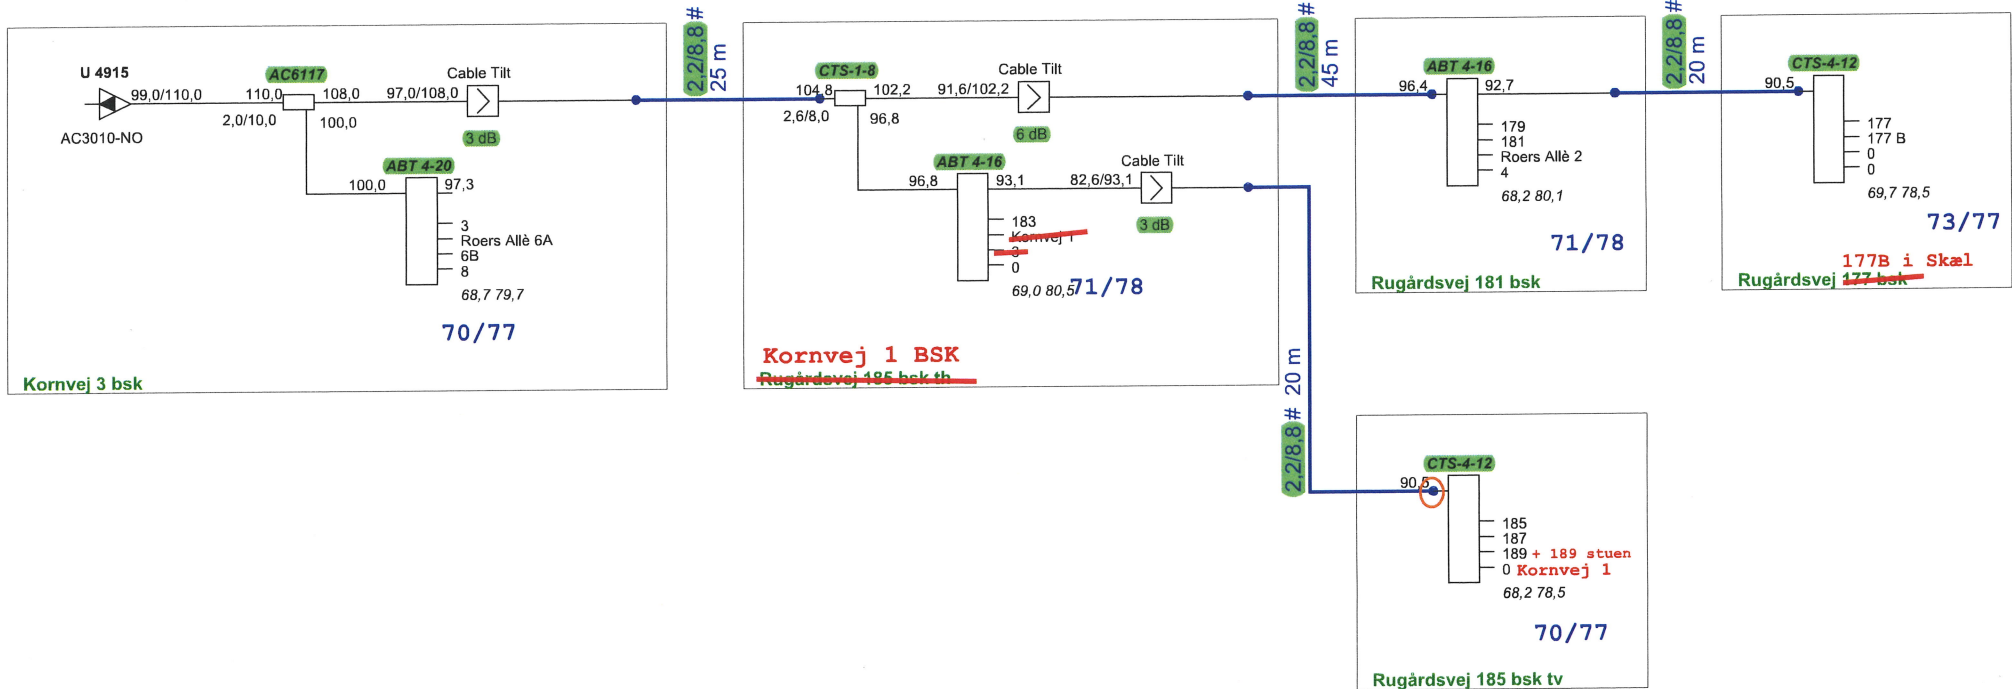 U 4915
99,0/110,0
AC3010-NO
AC6117
110,0
108,0
2,0/10,0
100,0
97,0/108,0
Cable Tilt
3 dB
ABT 4-20
100,0
97,3
3
Roers Allè 6A
6B
8
68,7 79,7
70/77
Kornvej 3 bsk
2,2/8,8 #
25 m
CTS-1-8
104,8
102,2
2,6/8,0
96,8
91,6/102,2
Cable Tilt
6 dB
ABT 4-16
96,8
93,1
82,6/93,1
Cable Tilt
3 dB
183
Kornvej 1
3
0
69,0 80,5
71/78
Kornvej 1 BSK
Rugårdsvej 185 bsk th
2,2/8,8 #
45 m
ABT 4-16
96,4
92,7
179
181
Roers Allè 2
4
68,2 80,1
71/78
Rugårdsvej 181 bsk
2,2/8,8 #
20 m
CTS-4-12
90,5
177
177 B
0
0
69,7 78,5
73/77
177B i Skæl
Rugårdsvej 177 bsk
2,2/8,8 # 20 m
CTS-4-12
90,5
185
187
189 + 189 stuen
0 Kornvej 1
68,2 78,5
70/77
Rugårdsvej 185 bsk tv